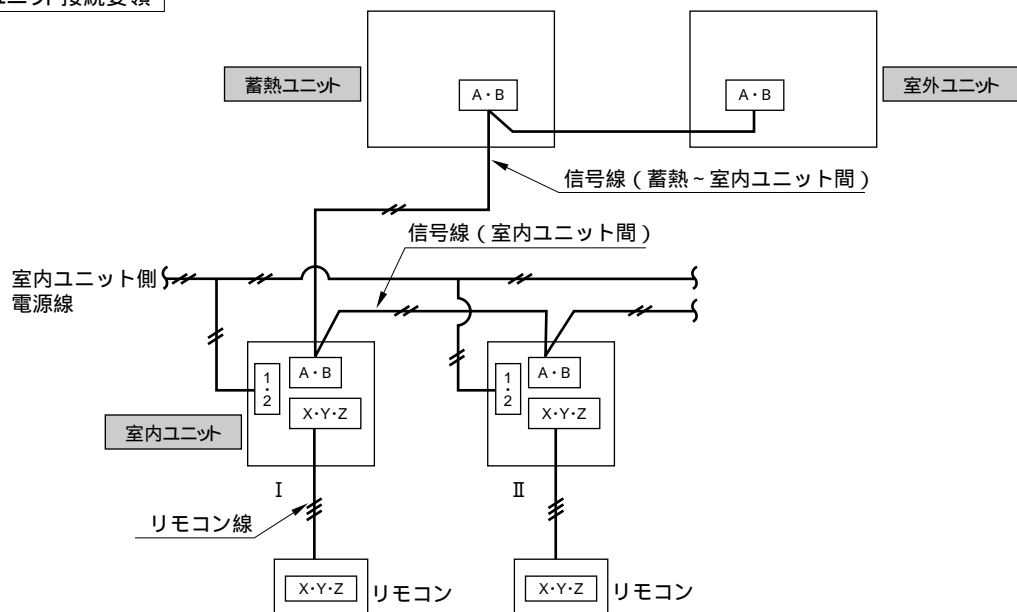 ユニット接続要領
蓄熱ユニット
A・B
A・B
室外ユニット
信号線（蓄熱～室内ユニット間）
信号線（室内ユニット間）
室内ユニット側
電源線
1・2
A・B
X・Y・Z
1・2
A・B
X・Y・Z
室内ユニット
Ⅰ
Ⅱ
リモコン線
X・Y・Z
リモコン
X・Y・Z
リモコン